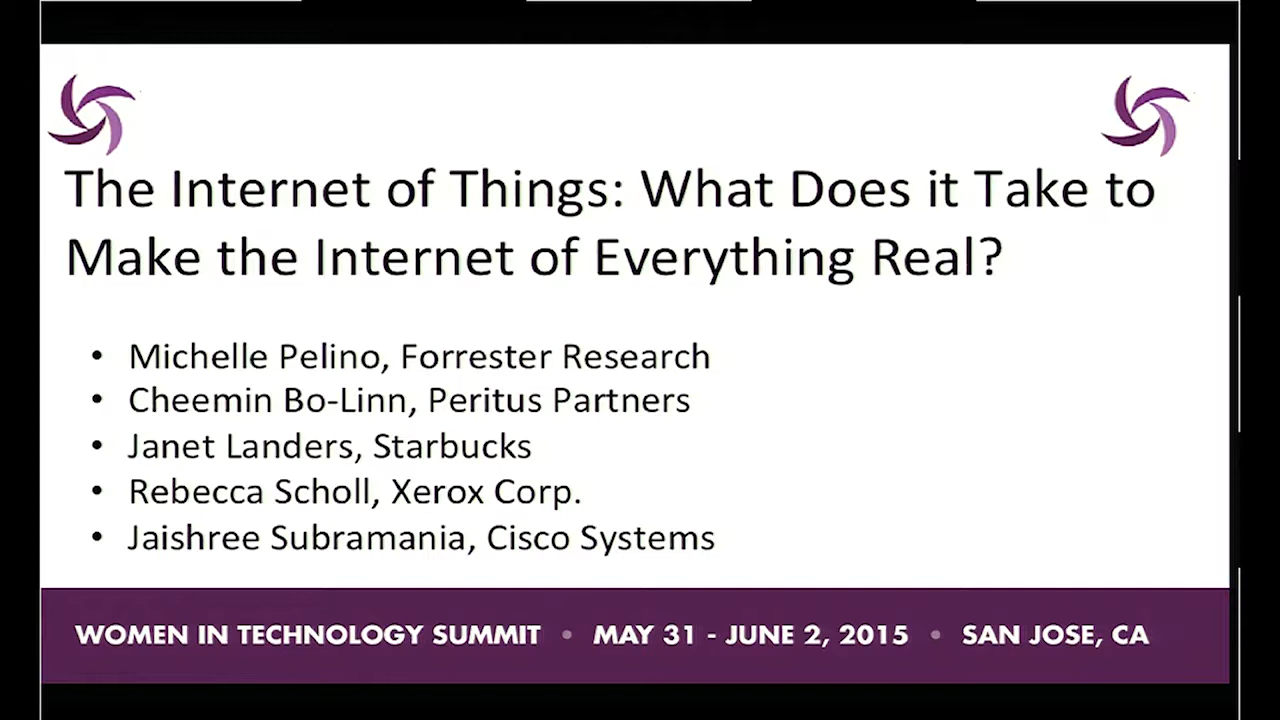 The Internet of Things: What Does it Take to
Make the Internet of Everything Real?
• Michelle Pelino, Forrester Research
• Cheemin Bo-Linn, Peritus Partners
• Janet Landers, Starbucks
• Rebecca Scholl, Xerox Corp.
• Jaishree Subramania, Cisco Systems
WOMEN IN TECHNOLOGY SUMMIT • MAY 31 - JUNE 2, 2015 • SAN JOSE, CA